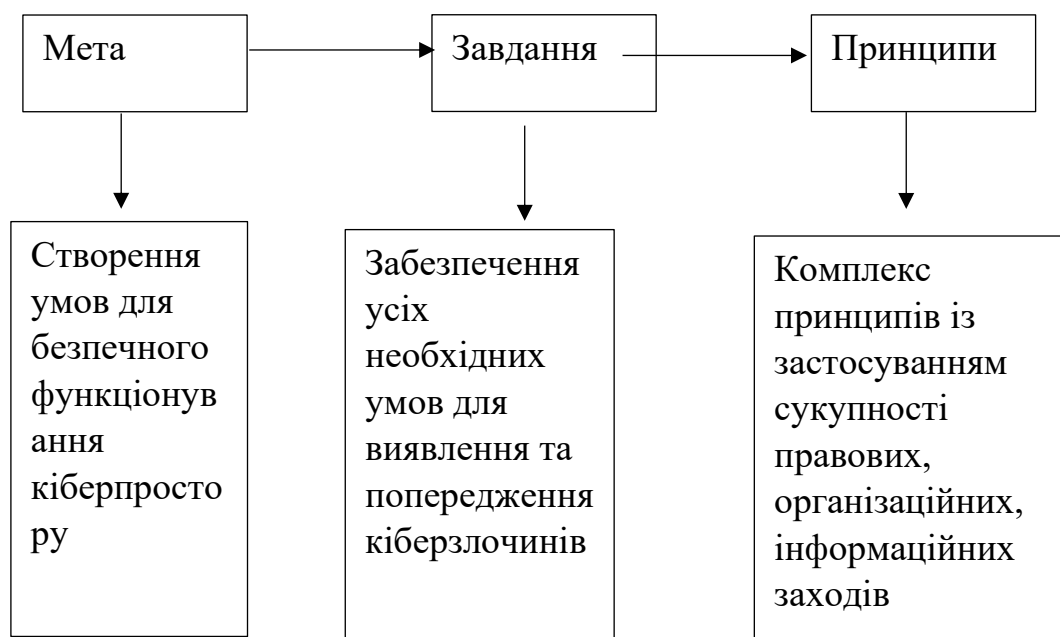 Мета
Завдання
Принципи
Створення
умов для
безпечного
функціонув
ання
кіберпросто
ру
Забезпечення
усіх
необхідних
умов для
виявлення та
попередження
кіберзлочинів
Комплекс
принципів із
застосуванням
сукупності
правових,
організаційних,
інформаційних
заходів